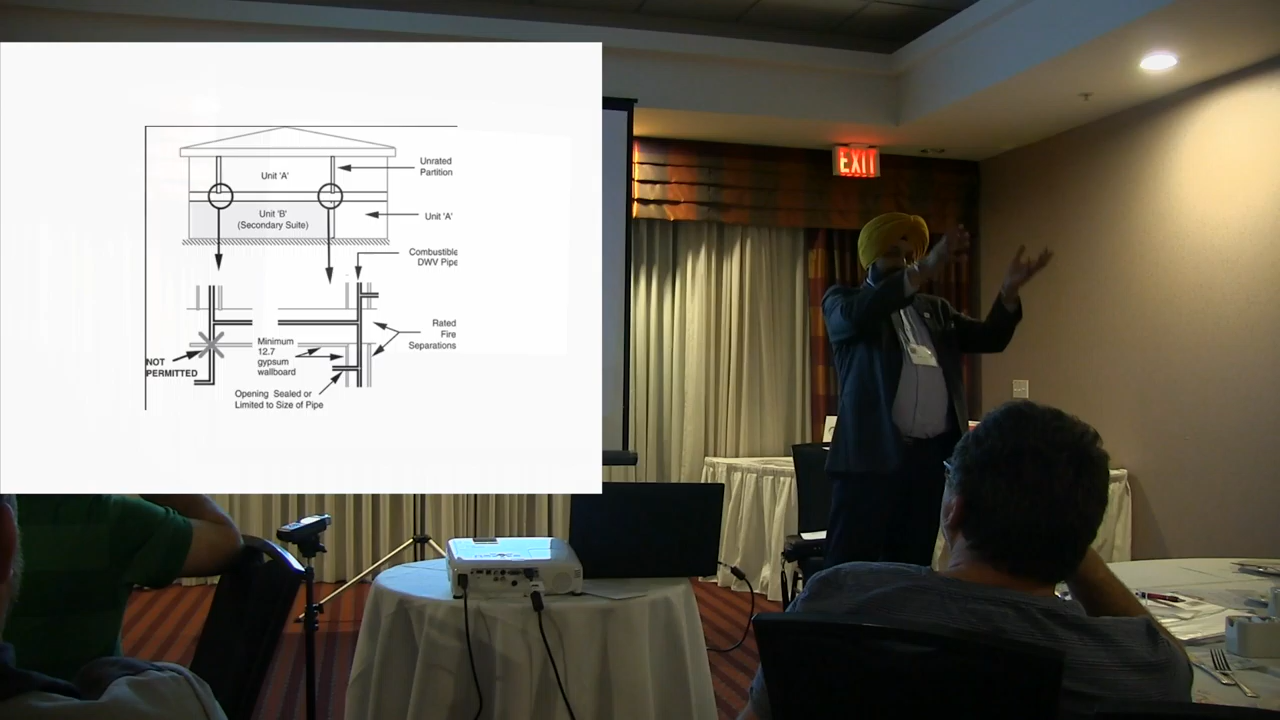 Unit 'A'
Unrated
Partition
Unit 'B'
(Secondary Suite)
Unit 'A'
Combustible
DWV Pipe
NOT
PERMITTED
Minimum
12.7
gypsum
wallboard
Rated
Fire
Separations
Opening Sealed or
Limited to Size of Pipe
EXIT